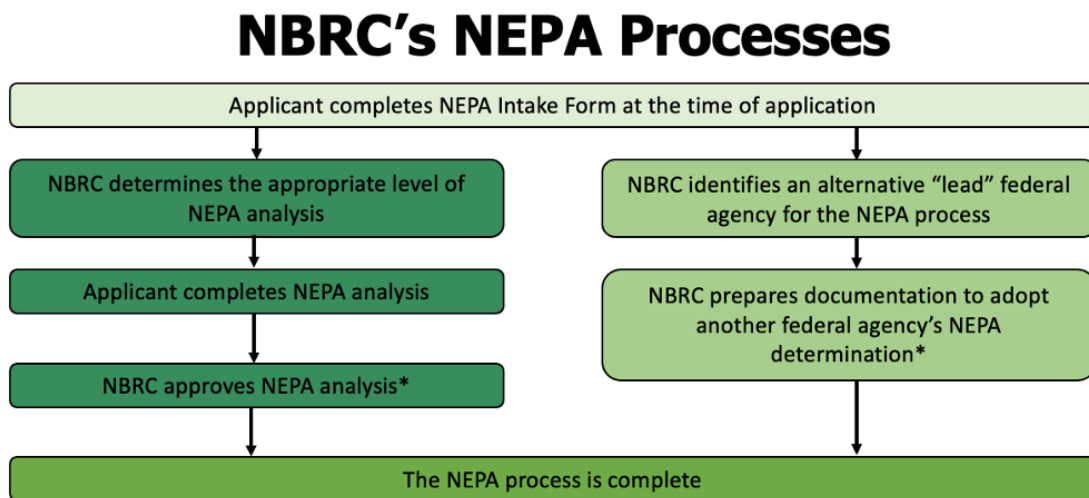 NBRC’s NEPA Processes
Applicant completes NEPA Intake Form at the time of application
NBRC determines the appropriate level of
NEPA analysis
Applicant completes NEPA analysis
NBRC approves NEPA analysis*
NBRC identifies an alternative “lead” federal
agency for the NEPA process
NBRC prepares documentation to adopt
another federal agency’s NEPA
determination*
The NEPA process is complete